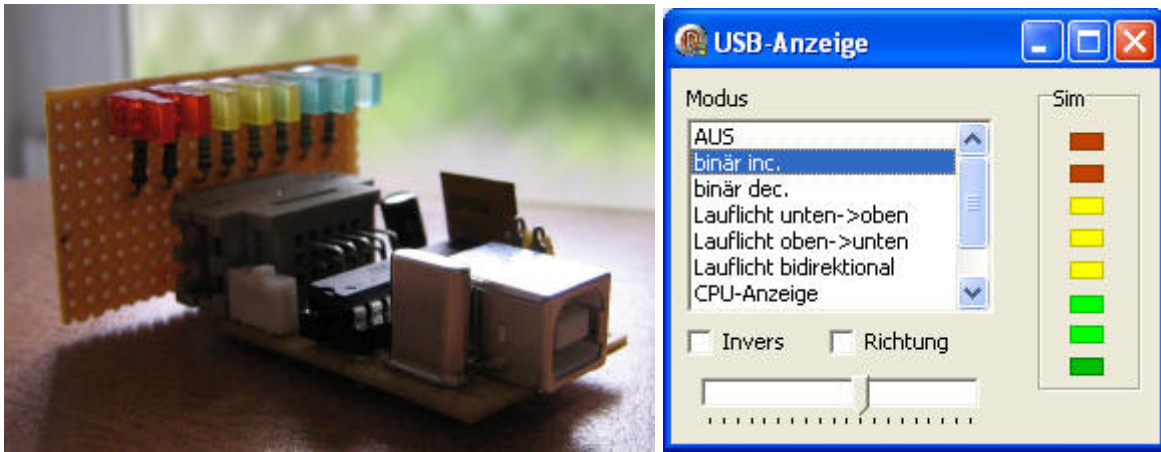 USB-Anzeige
Modus
Sim
AUS
binär inc.
binär dec.
Lauflicht unten->oben
Lauflicht oben->unten
Lauflicht bidirektional
CPU-Anzeige
Invers
Richtung